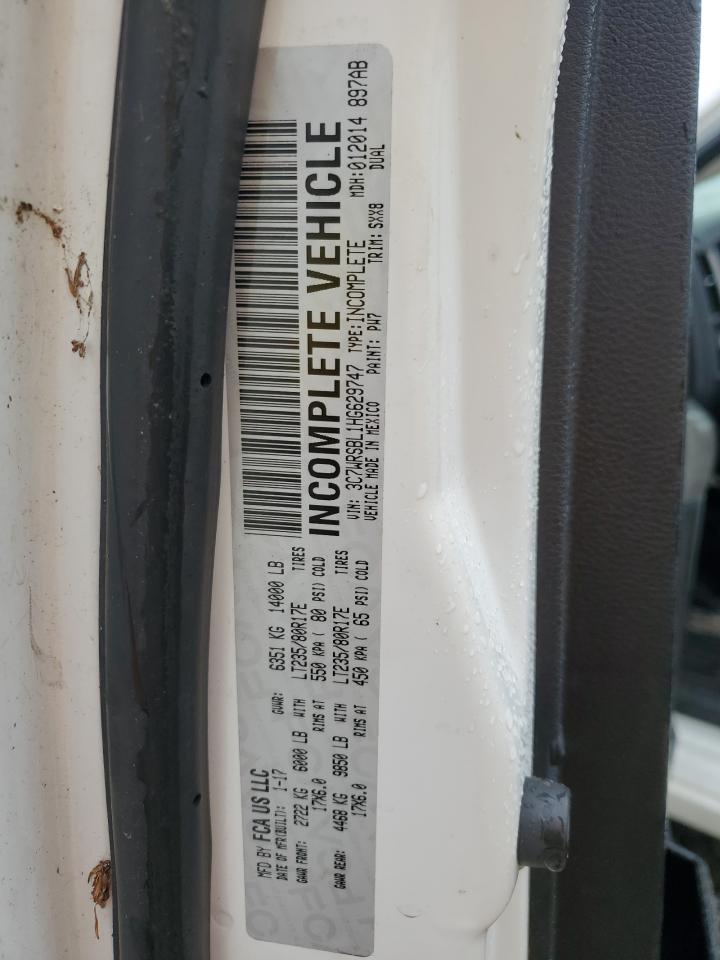 MFD BY FCA US LLC
DATE OF MFR(BUILT): 1-17 GVWR: 6351 KG 14000 LB
GAWR FRONT: 2722 KG 6000 LB WITH LT235/80R17E TIRES
17X6.0 RIMS AT 550 KPA ( 80 PSI) COLD
GAWR REAR: 4468 KG 9850 LB WITH LT235/80R17E TIRES
17X6.0 RIMS AT 450 KPA ( 65 PSI) COLD
INCOMPLETE VEHICLE
VIN: 3C7WRSBL1HG629747 TYPE:INCOMPLETE MDH:012014 897AB
VEHICLE MADE IN MEXICO PAINT: PW7 TRIM: SXX8 DUAL